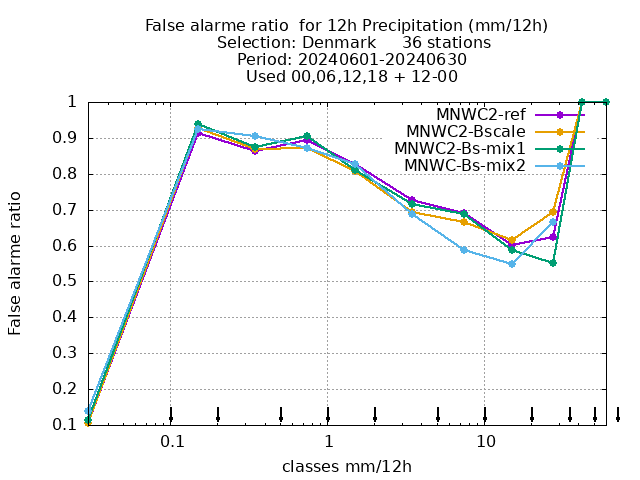 False alarme ratio  for 12h Precipitation (mm/12h)
Selection: Denmark     36 stations
Period: 20240601-20240630
Used 00,06,12,18 + 12-00
MNWC2-ref
MNWC2-Bscale
MNWC2-Bs-mix1
MNWC-Bs-mix2
False alarme ratio
1
0.9
0.8
0.7
0.6
0.5
0.4
0.3
0.2
0.1
0.1 1 10
classes mm/12h